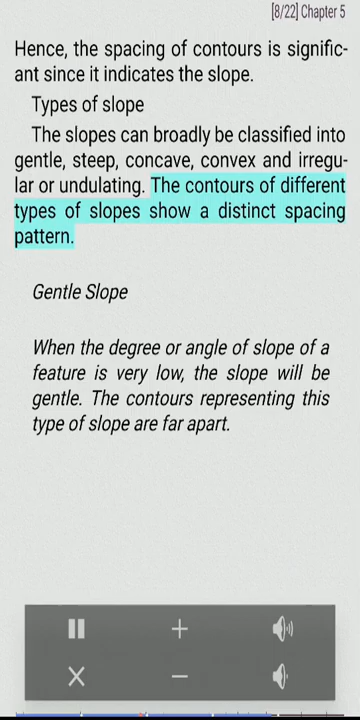 [8/22] Chapter 5
Hence, the spacing of contours is signific-
ant since it indicates the slope.
Types of slope
The slopes can broadly be classified into
gentle, steep, concave, convex and irregu-
lar or undulating. The contours of different
types of slopes show a distinct spacing
pattern.
Gentle Slope
When the degree or angle of slope of a
feature is very low, the slope will be
gentle. The contours representing this
type of slope are far apart.